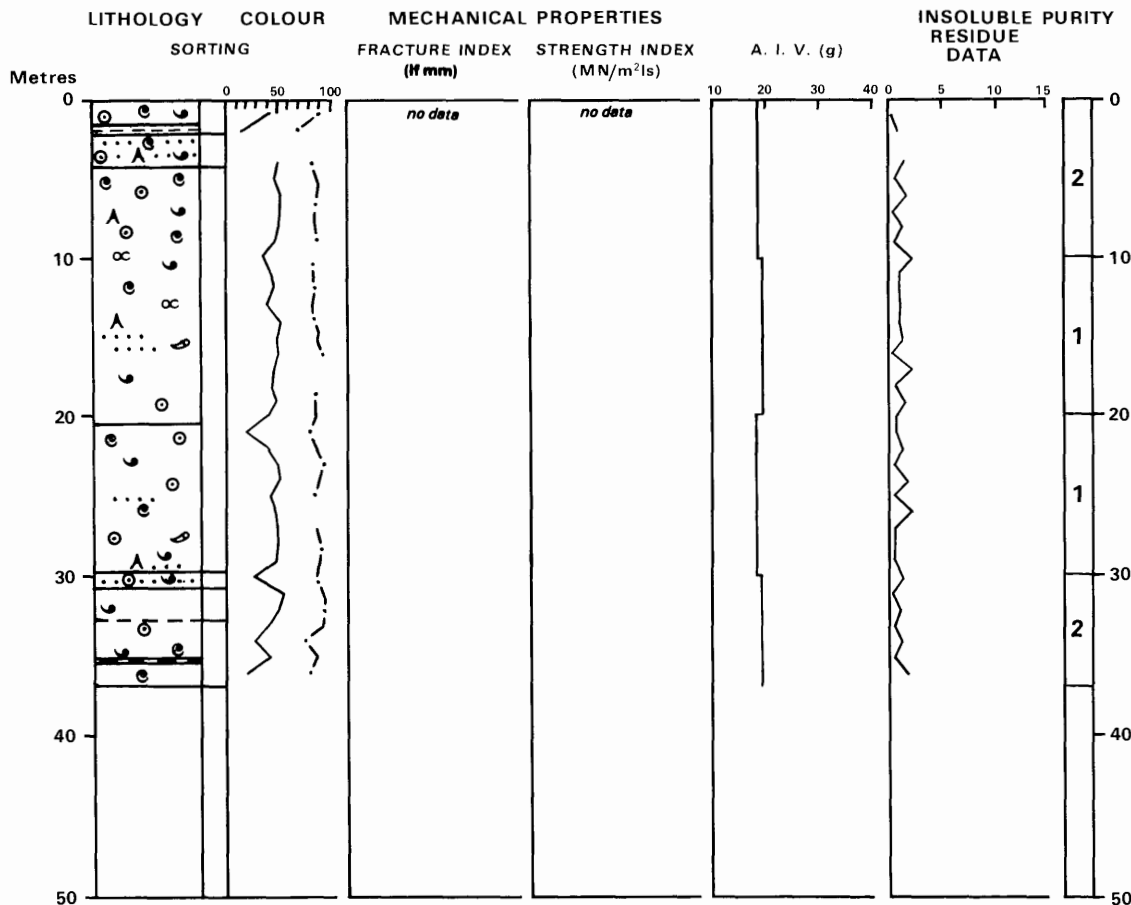 LITHOLOGY COLOUR MECHANICAL PROPERTIES INSOLUBLE PURITY
RESIDUE
DATA
SORTING FRACTURE INDEX STRENGTH INDEX A. I. V. (g)
(If mm) (MN/m²Is)
Metres
0 50 100 10 20 30 40 0 5 10 15
0 no data no data 0
2
10 10
1
20 20
1
30 30
2
40 40
50 50